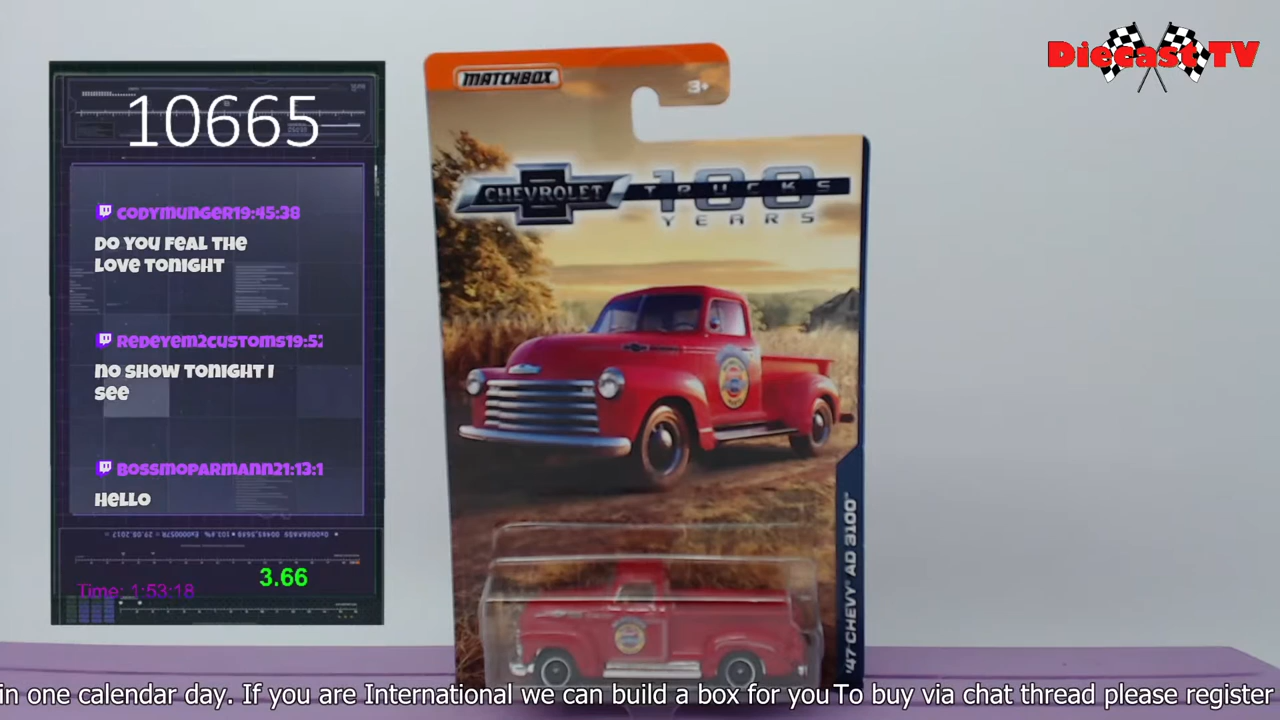 Diecast TV
10665
codymunger19:45:38
Do you feal the
love tonight
Redeyem2customs19:52
no show tonight I
see
Bossmoparmann21:13:1
Hello
Time: 1:53:18
3.66
MATCHBOX
3+
CHEVROLET TRUCKS
100
YEARS
'47 CHEVY AD 3100
in one calendar day. If you are International we can build a box for you To buy via chat thread please register